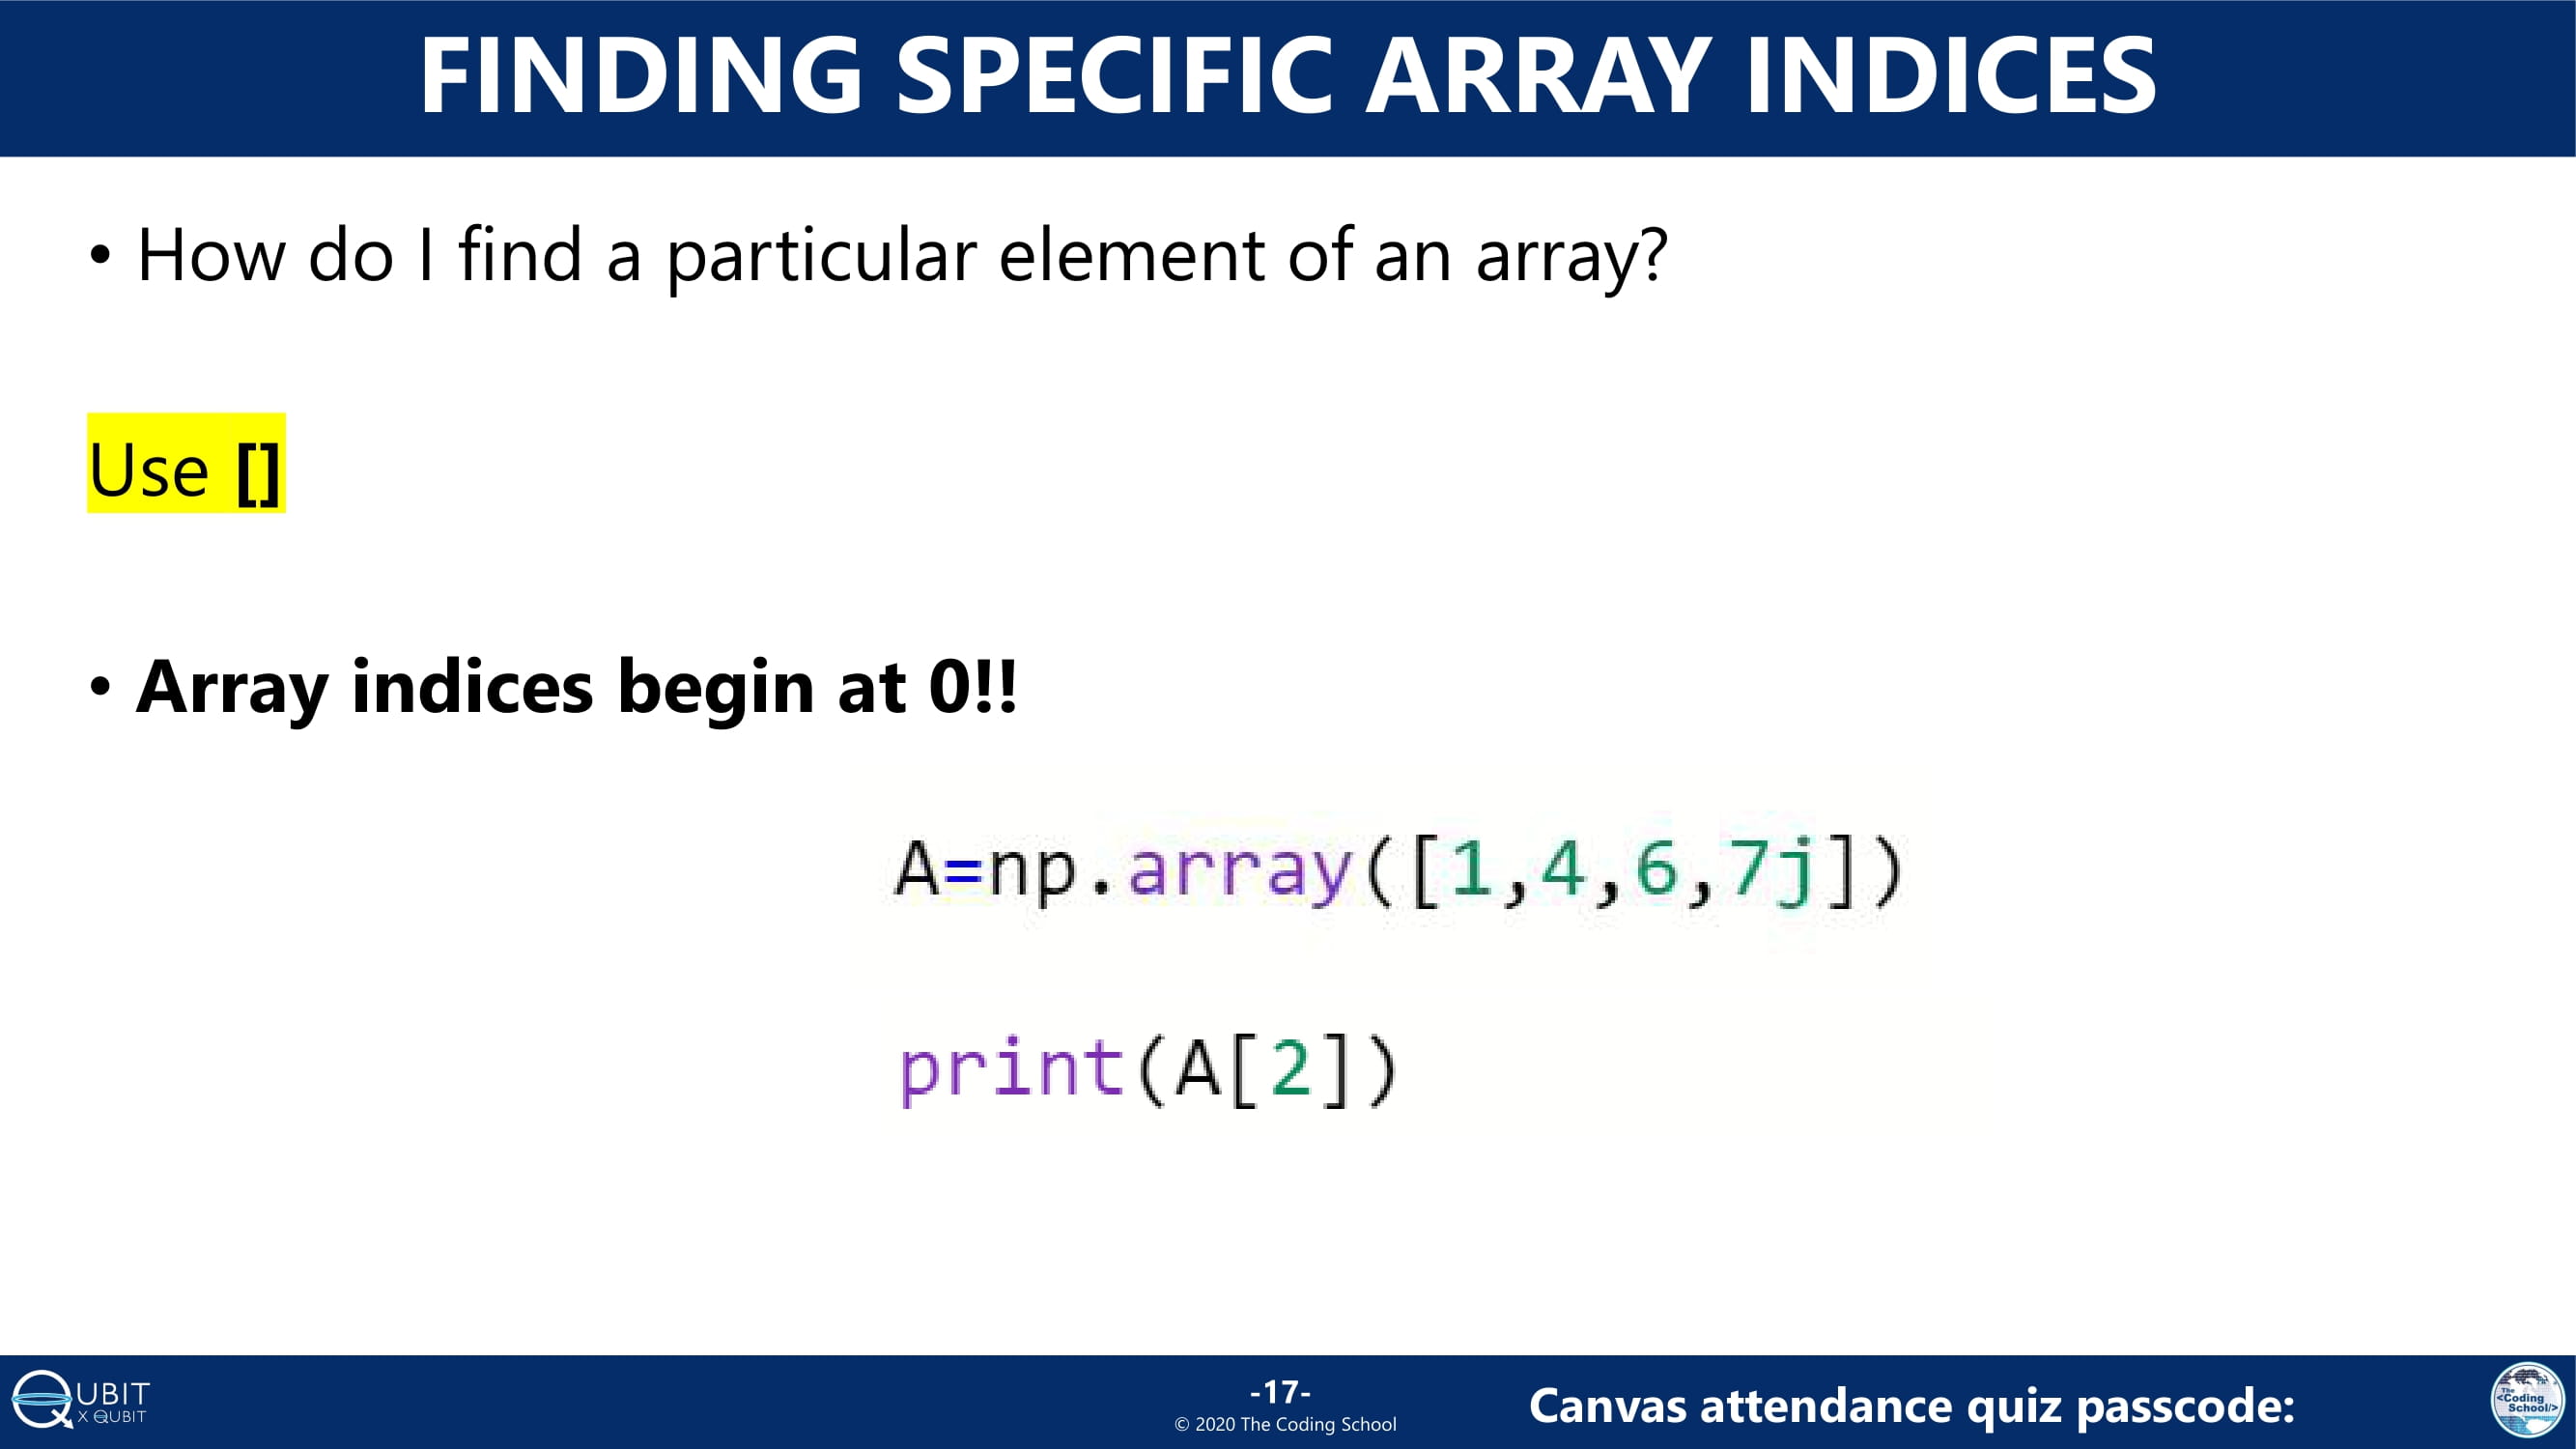 FINDING SPECIFIC ARRAY INDICES
• How do I find a particular element of an array?
Use []
• Array indices begin at 0!!
A=np.array([1,4,6,7j])
print(A[2])
QUBIT
X QUBIT
-17-
© 2020 The Coding School
Canvas attendance quiz passcode:
The
<Coding
School/>